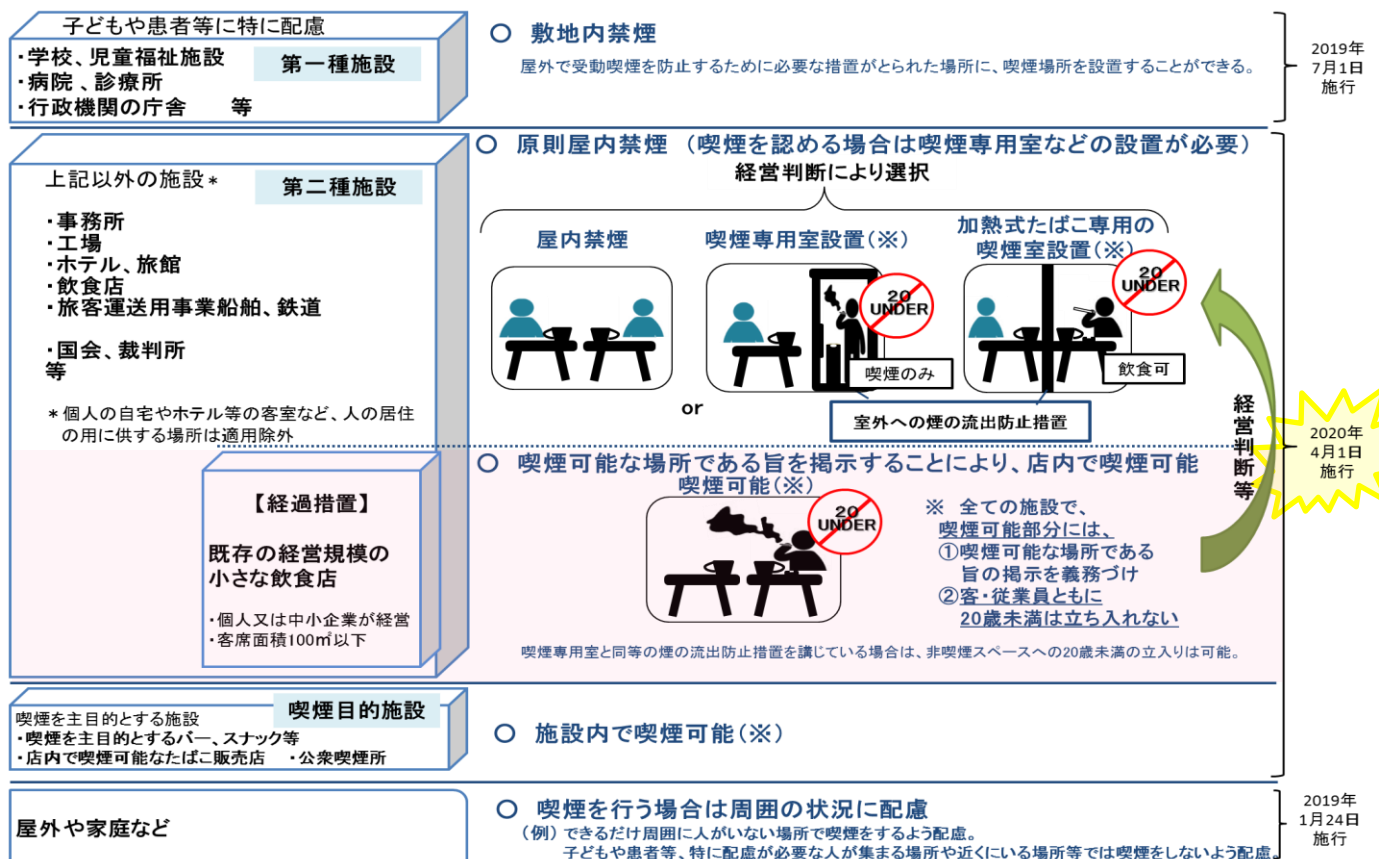 子どもや患者等に特に配慮
・学校、児童福祉施設
・病院 、診療所
・行政機関の庁舎　等
第一種施設
○ 敷地内禁煙
屋外で受動喫煙を防止するために必要な措置がとられた場所に、喫煙場所を設置することができる。
2019年
7月1日
施行
上記以外の施設*
第二種施設
・事務所
・工場
・ホテル、旅館
・飲食店
・旅客運送用事業船舶、鉄道
・国会、裁判所
等
*個人の自宅やホテル等の客室など、人の居住
の用に供する場所は適用除外
○ 原則屋内禁煙 （喫煙を認める場合は喫煙専用室などの設置が必要）
経営判断により選択
屋内禁煙
喫煙専用室設置（※）
加熱式たばこ専用の
喫煙室設置（※）
20
UNDER
20
UNDER
喫煙のみ
飲食可
or
室外への煙の流出防止措置
経営判断等
2020年
4月1日
施行
【経過措置】
既存の経営規模の
小さな飲食店
・個人又は中小企業が経営
・客席面積100㎡以下
○ 喫煙可能な場所である旨を掲示することにより、店内で喫煙可能
喫煙可能（※）
20
UNDER
※ 全ての施設で、
喫煙可能部分には、
①喫煙可能な場所である
旨の掲示を義務づけ
②客・従業員ともに
20歳未満は立ち入れない
喫煙専用室と同等の煙の流出防止措置を講じている場合は、非喫煙スペースへの20歳未満の立入りは可能。
喫煙を主目的とする施設
喫煙目的施設
・喫煙を主目的とするバー、スナック等
・店内で喫煙可能なたばこ販売店　・公衆喫煙所
○ 施設内で喫煙可能（※）
屋外や家庭など
○ 喫煙を行う場合は周囲の状況に配慮
（例）できるだけ周囲に人がいない場所で喫煙をするよう配慮。
子どもや患者等、特に配慮が必要な人が集まる場所や近くにいる場所等では喫煙をしないよう配慮。
2019年
1月24日
施行